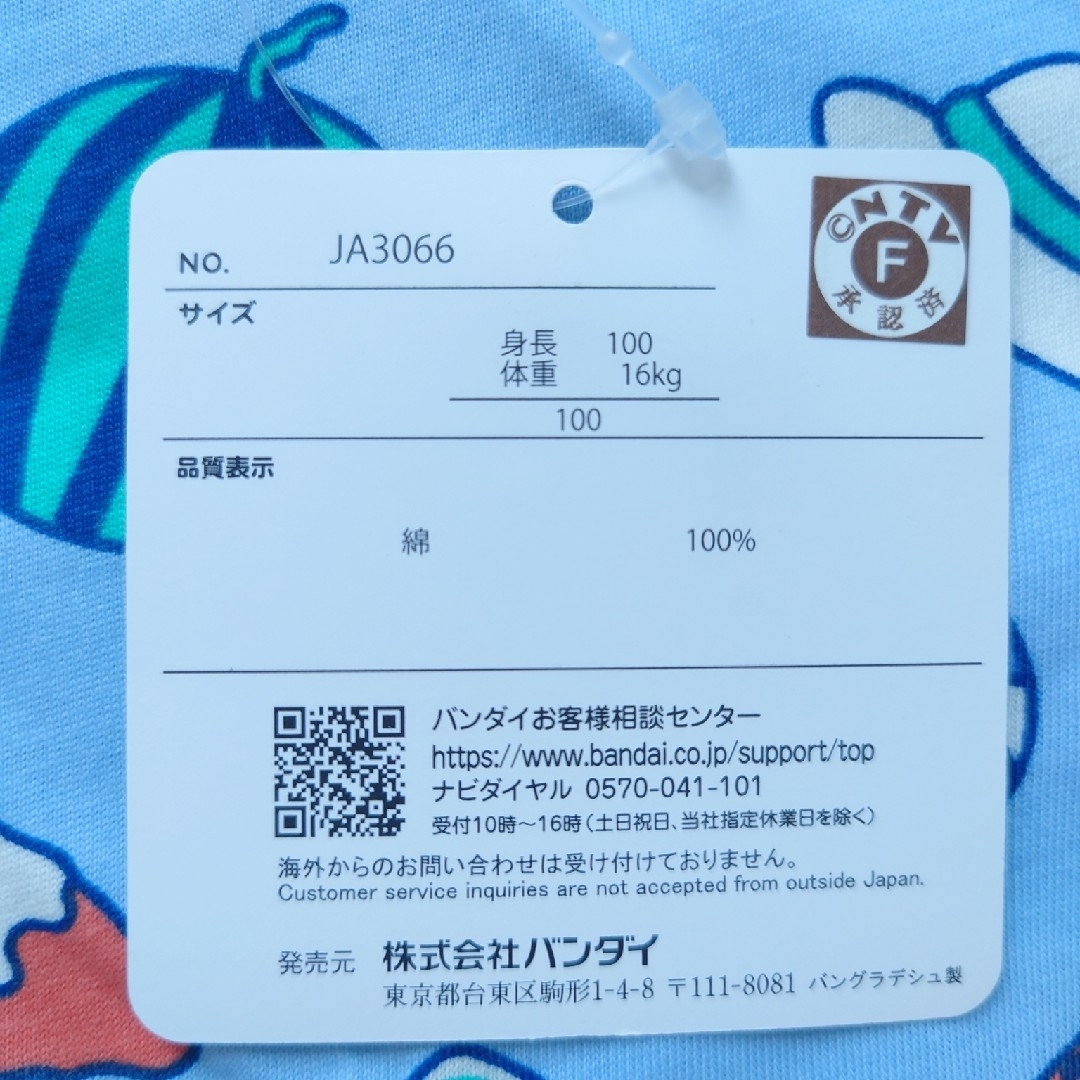 NO. JA3066
©NTV
F
承認済
サイズ
身長 100
体重 16kg
100
品質表示
綿 100%
バンダイお客様相談センター
https://www.bandai.co.jp/support/top
ナビダイヤル 0570-041-101
受付10時～16時(土日祝日、当社指定休業日を除く)
海外からのお問い合わせは受け付けておりません。
Customer service inquiries are not accepted from outside Japan.
発売元 株式会社バンダイ
東京都台東区駒形1-4-8 〒111-8081 バングラデシュ製